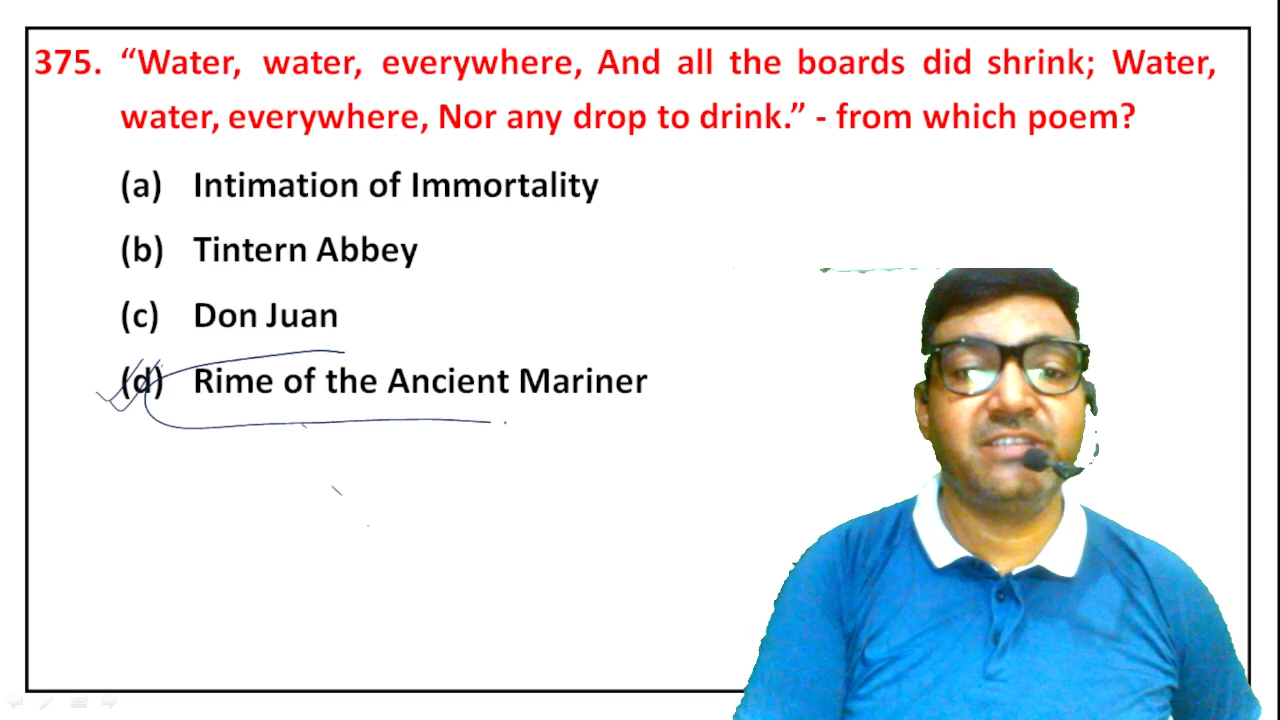 375. “Water, water, everywhere, And all the boards did shrink; Water,
water, everywhere, Nor any drop to drink.” - from which poem?
(a) Intimation of Immortality
(b) Tintern Abbey
(c) Don Juan
(d) Rime of the Ancient Mariner